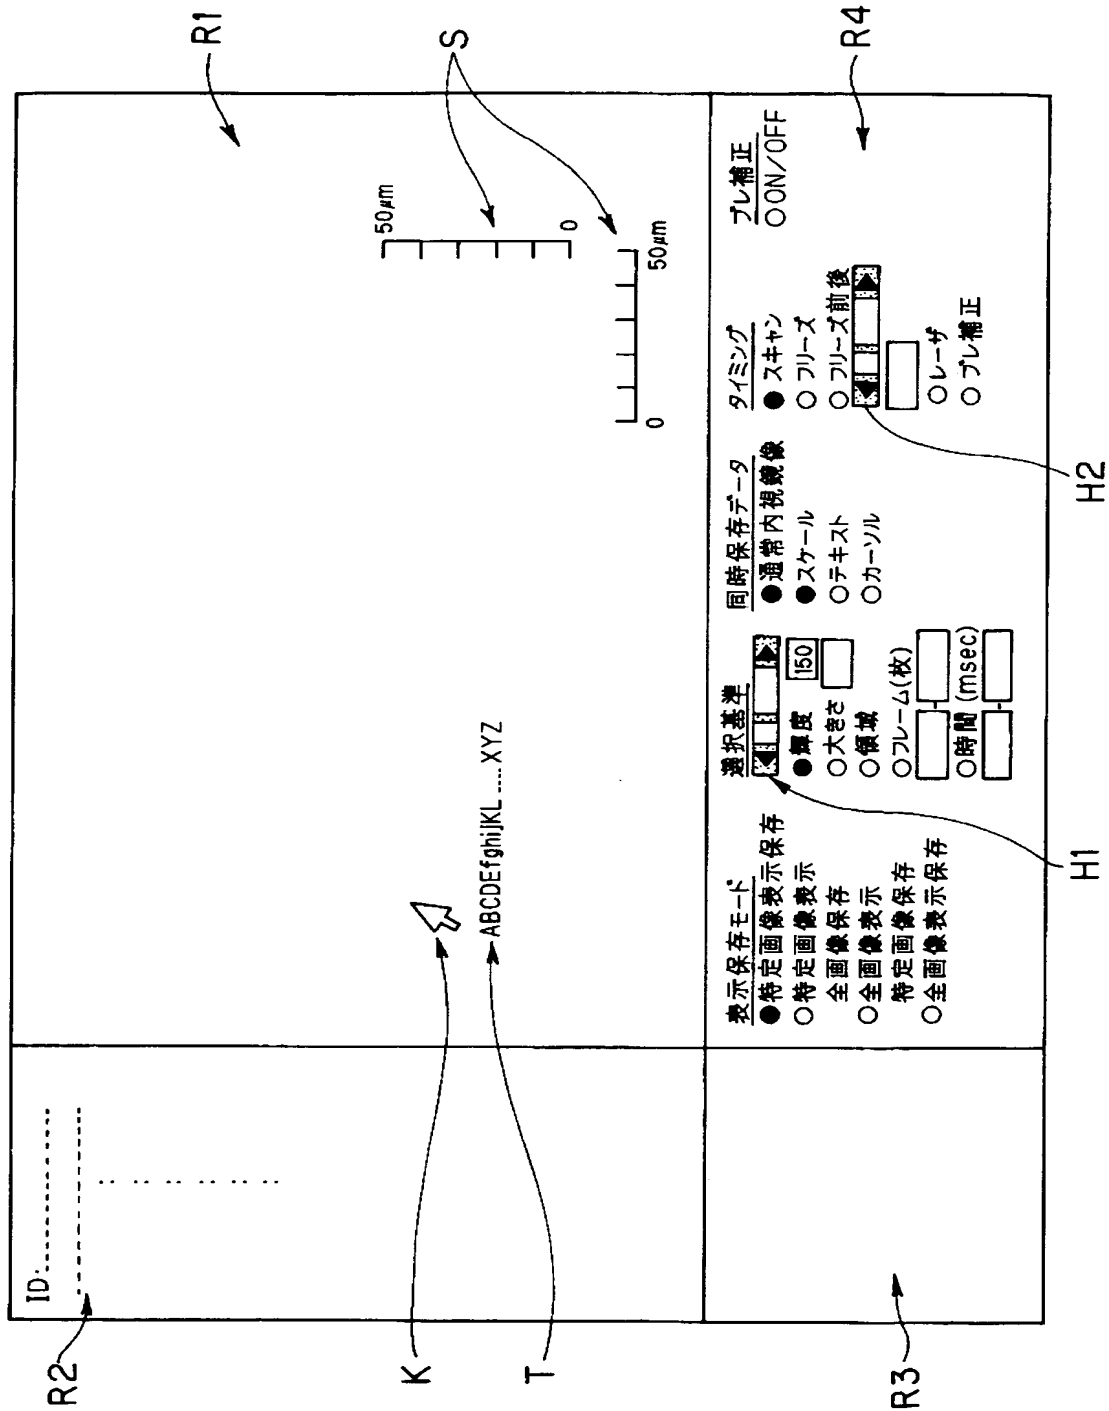 R1
R2
ID:
S
50μm
0
0
50μm
K
T
ABCDEfghijKL.....XYZ
R3
R4
表示保存モード
●特定画像表示保存
○特定画像表示
全画像保存
○全画像表示
特定画像保存
○全画像表示保存
H1
選択基準
●輝度 150
○大きさ
○領域
○フレーム(枚)
-
○時間 (msec)
-
同時保存データ
●通常内視鏡像
●スケール
○テキスト
○カーソル
タイミング
●スキャン
○フリーズ
○フリーズ前後
○レーザ
○ブレ補正
H2
ブレ補正
○ON/OFF